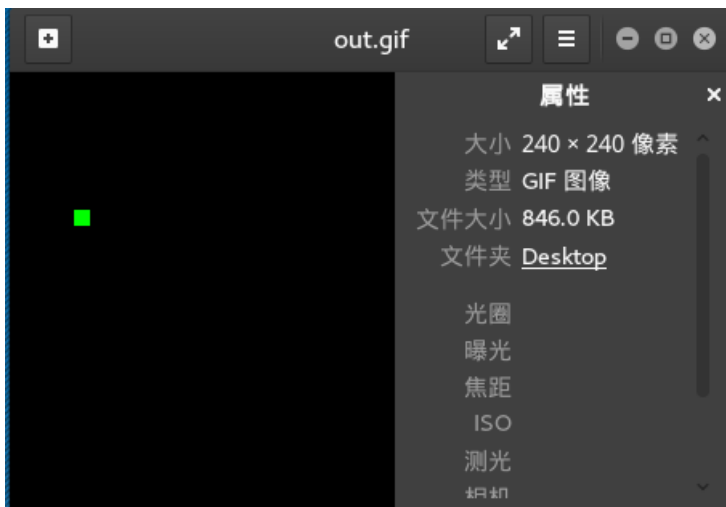 out.gif
属性
大小 240 × 240 像素
类型 GIF 图像
文件大小 846.0 KB
文件夹 Desktop
光圈
曝光
焦距
ISO
测光